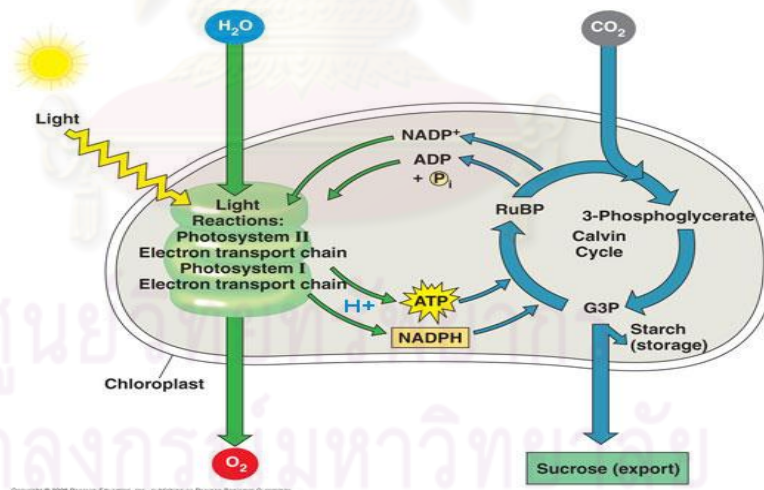 H₂O
CO₂
Light
NADP⁺
ADP
+ Pᵢ
Light
Reactions:
Photosystem II
Electron transport chain
Photosystem I
Electron transport chain
RuBP
3-Phosphoglycerate
Calvin
Cycle
H+
ATP
NADPH
G3P
Starch
(storage)
Chloroplast
O₂
Sucrose (export)